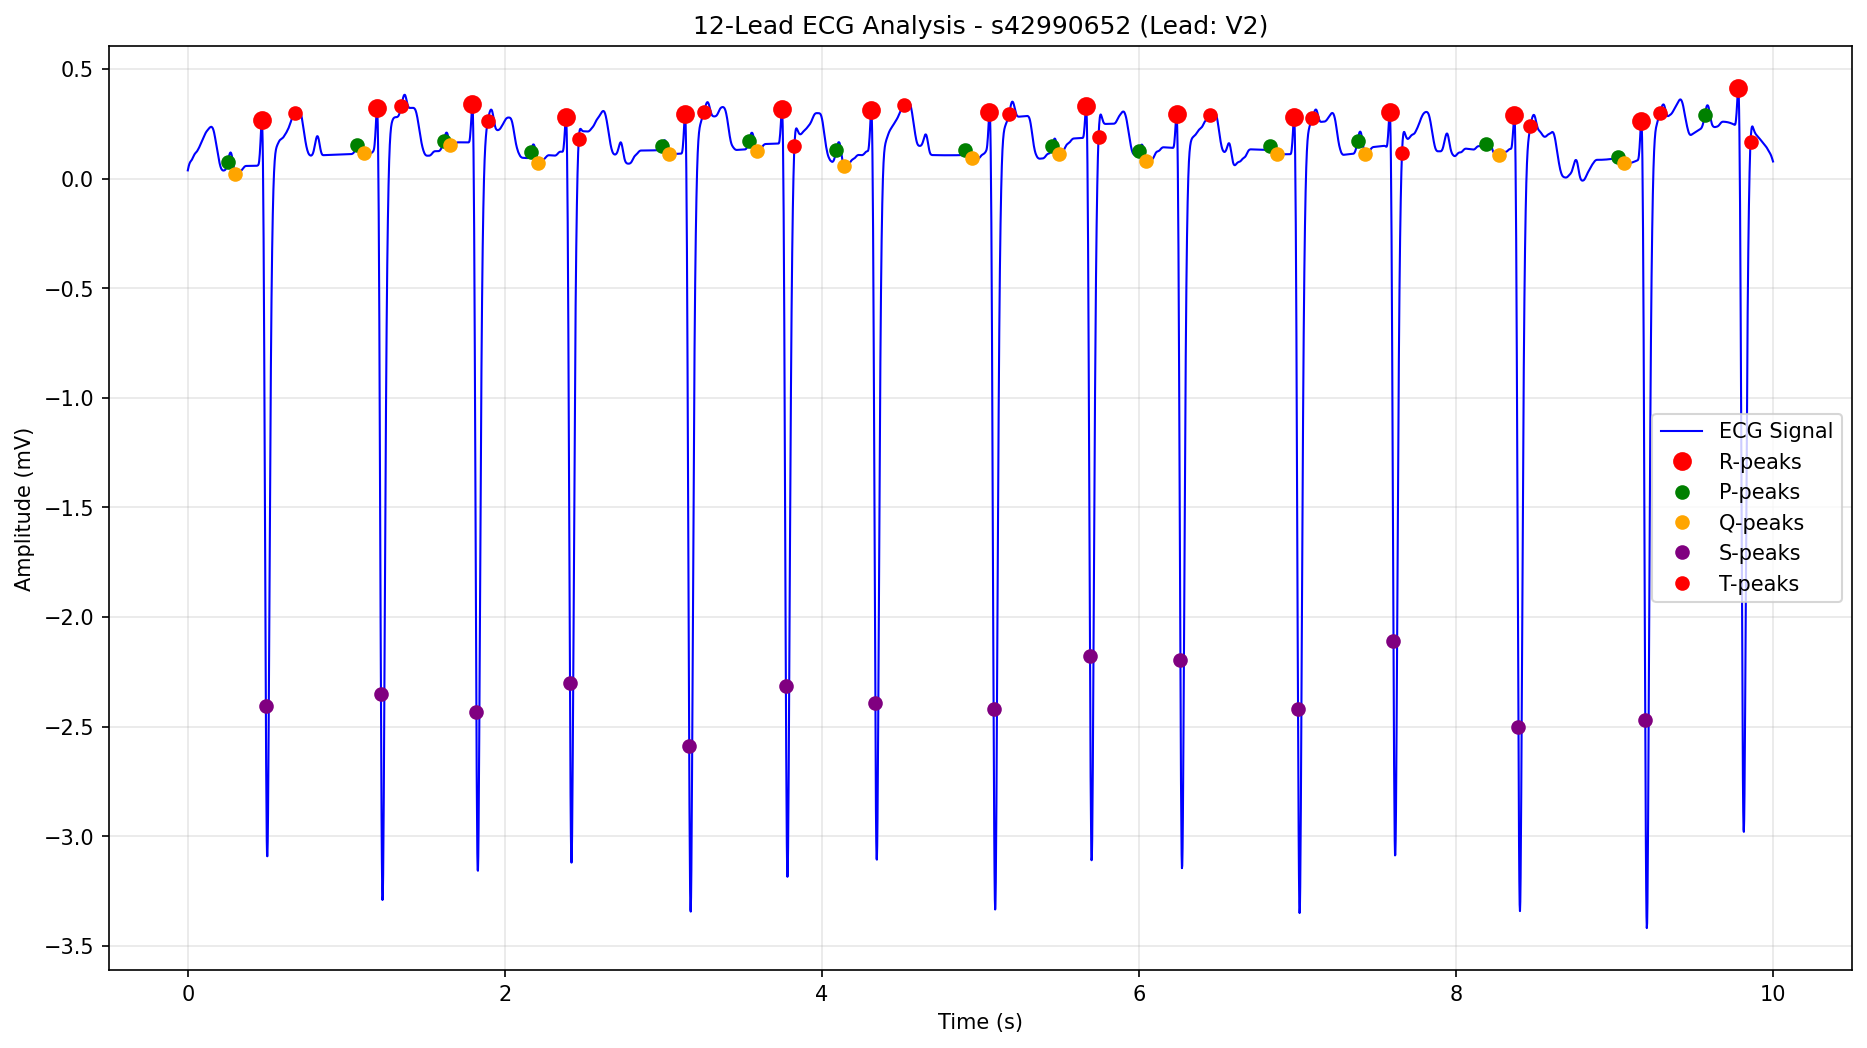 12-Lead ECG Analysis - s42990652 (Lead: V2)
Amplitude (mV)
0.5
0.0
−0.5
−1.0
−1.5
−2.0
−2.5
−3.0
−3.5
ECG Signal
R-peaks
P-peaks
Q-peaks
S-peaks
T-peaks
0 2 4 6 8 10
Time (s)